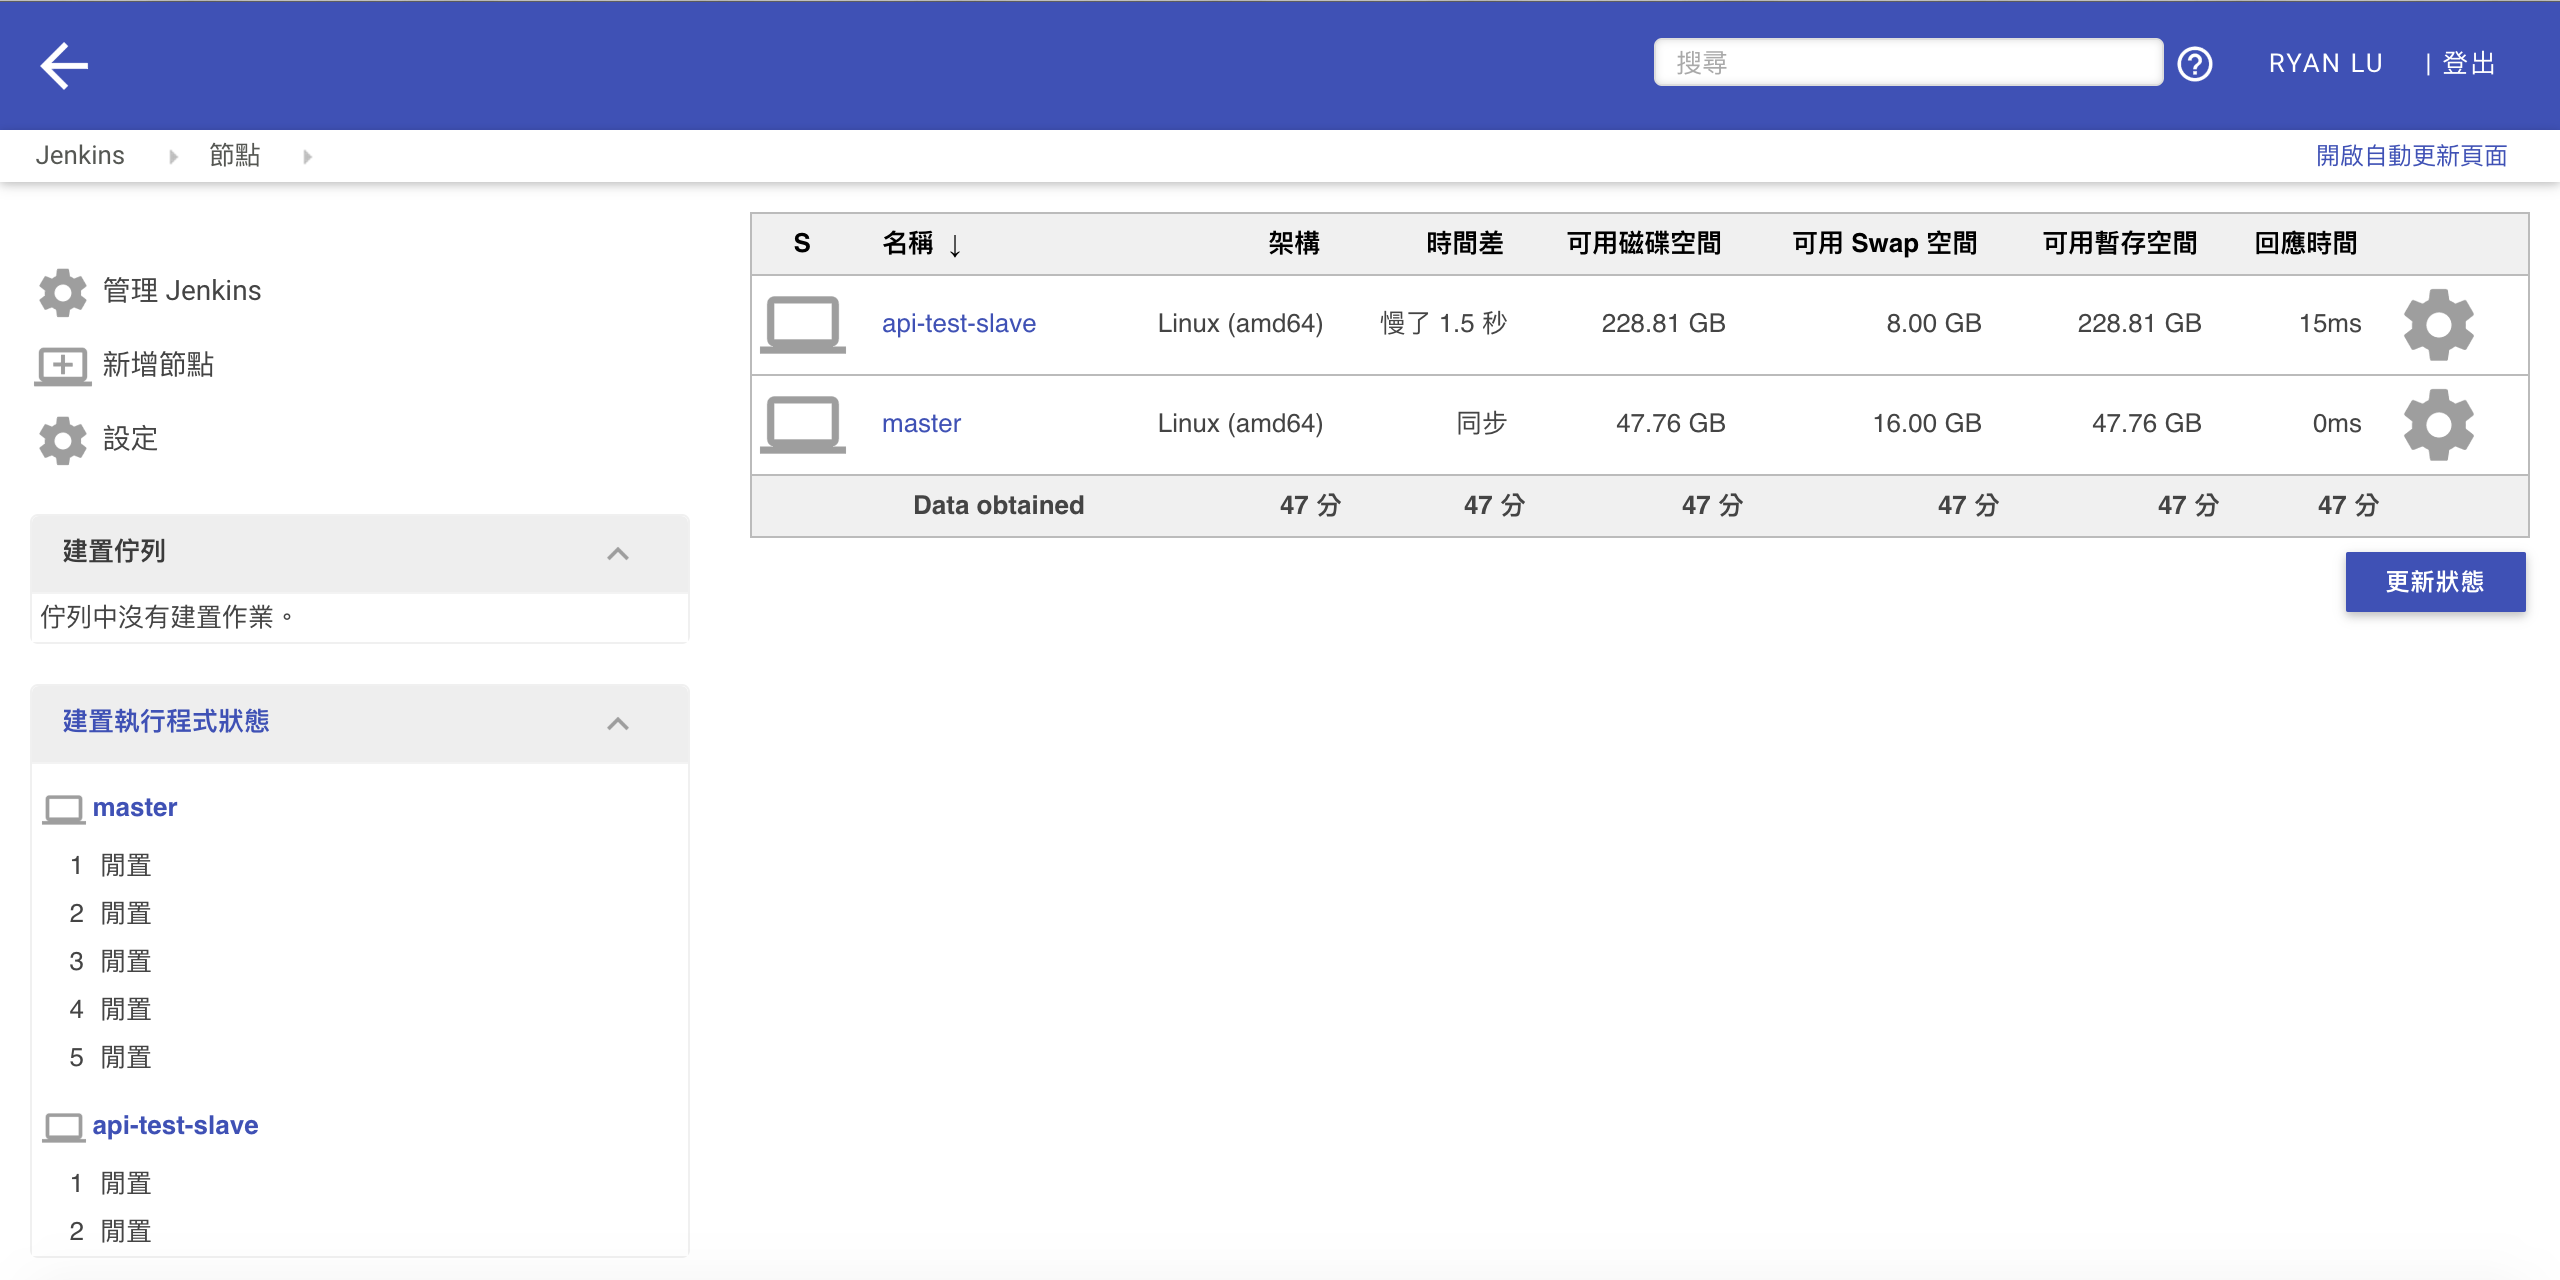 搜尋
?
RYAN LU | 登出
Jenkins 節點
開啟自動更新頁面
管理 Jenkins
新增節點
設定
建置佇列
佇列中沒有建置作業。
建置執行程式狀態
master
1 閒置
2 閒置
3 閒置
4 閒置
5 閒置
api-test-slave
1 閒置
2 閒置
S 名稱 ↓ 架構 時間差 可用磁碟空間 可用 Swap 空間 可用暫存空間 回應時間
api-test-slave Linux (amd64) 慢了 1.5 秒 228.81 GB 8.00 GB 228.81 GB 15ms
master Linux (amd64) 同步 47.76 GB 16.00 GB 47.76 GB 0ms
Data obtained 47 分 47 分 47 分 47 分 47 分 47 分
更新狀態